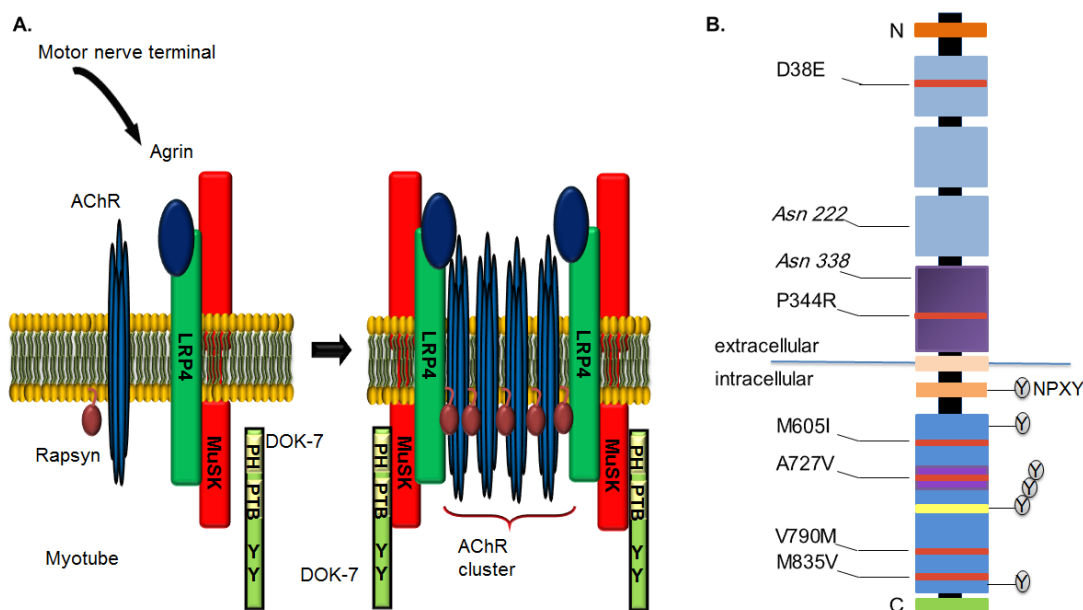 A.
Motor nerve terminal
Agrin
AChR
LRP4
MuSK
Rapsyn
DOK-7
PH
PTB
Y Y
Myotube
LRP4
MuSK
PH
PTB
Y Y
DOK-7
AChR
cluster
LRP4
MuSK
PH
PTB
Y Y
B.
N
D38E
Asn 222
Asn 338
P344R
extracellular
intracellular
Y NPXY
M605I
Y
A727V
Y
Y
Y
V790M
M835V
Y
C